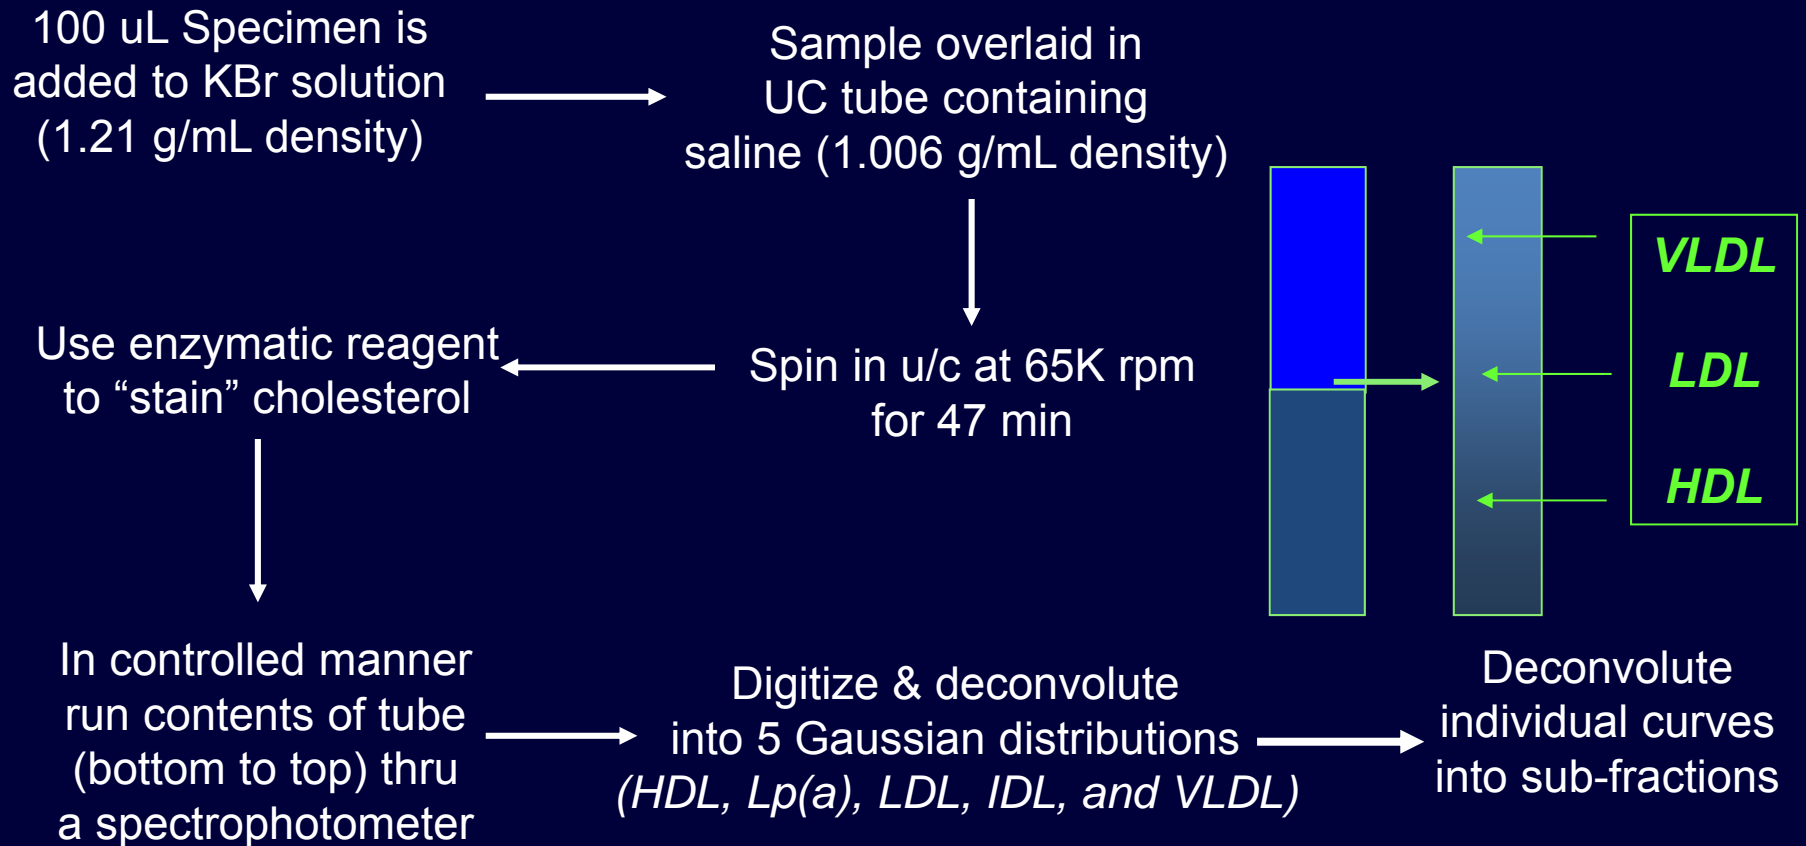 100 uL Specimen is
added to KBr solution
(1.21 g/mL density)
Sample overlaid in
UC tube containing
saline (1.006 g/mL density)
Spin in u/c at 65K rpm
for 47 min
Use enzymatic reagent
to “stain” cholesterol
VLDL
LDL
HDL
In controlled manner
run contents of tube
(bottom to top) thru
a spectrophotometer
Digitize & deconvolute
into 5 Gaussian distributions
(HDL, Lp(a), LDL, IDL, and VLDL)
Deconvolute
individual curves
into sub-fractions